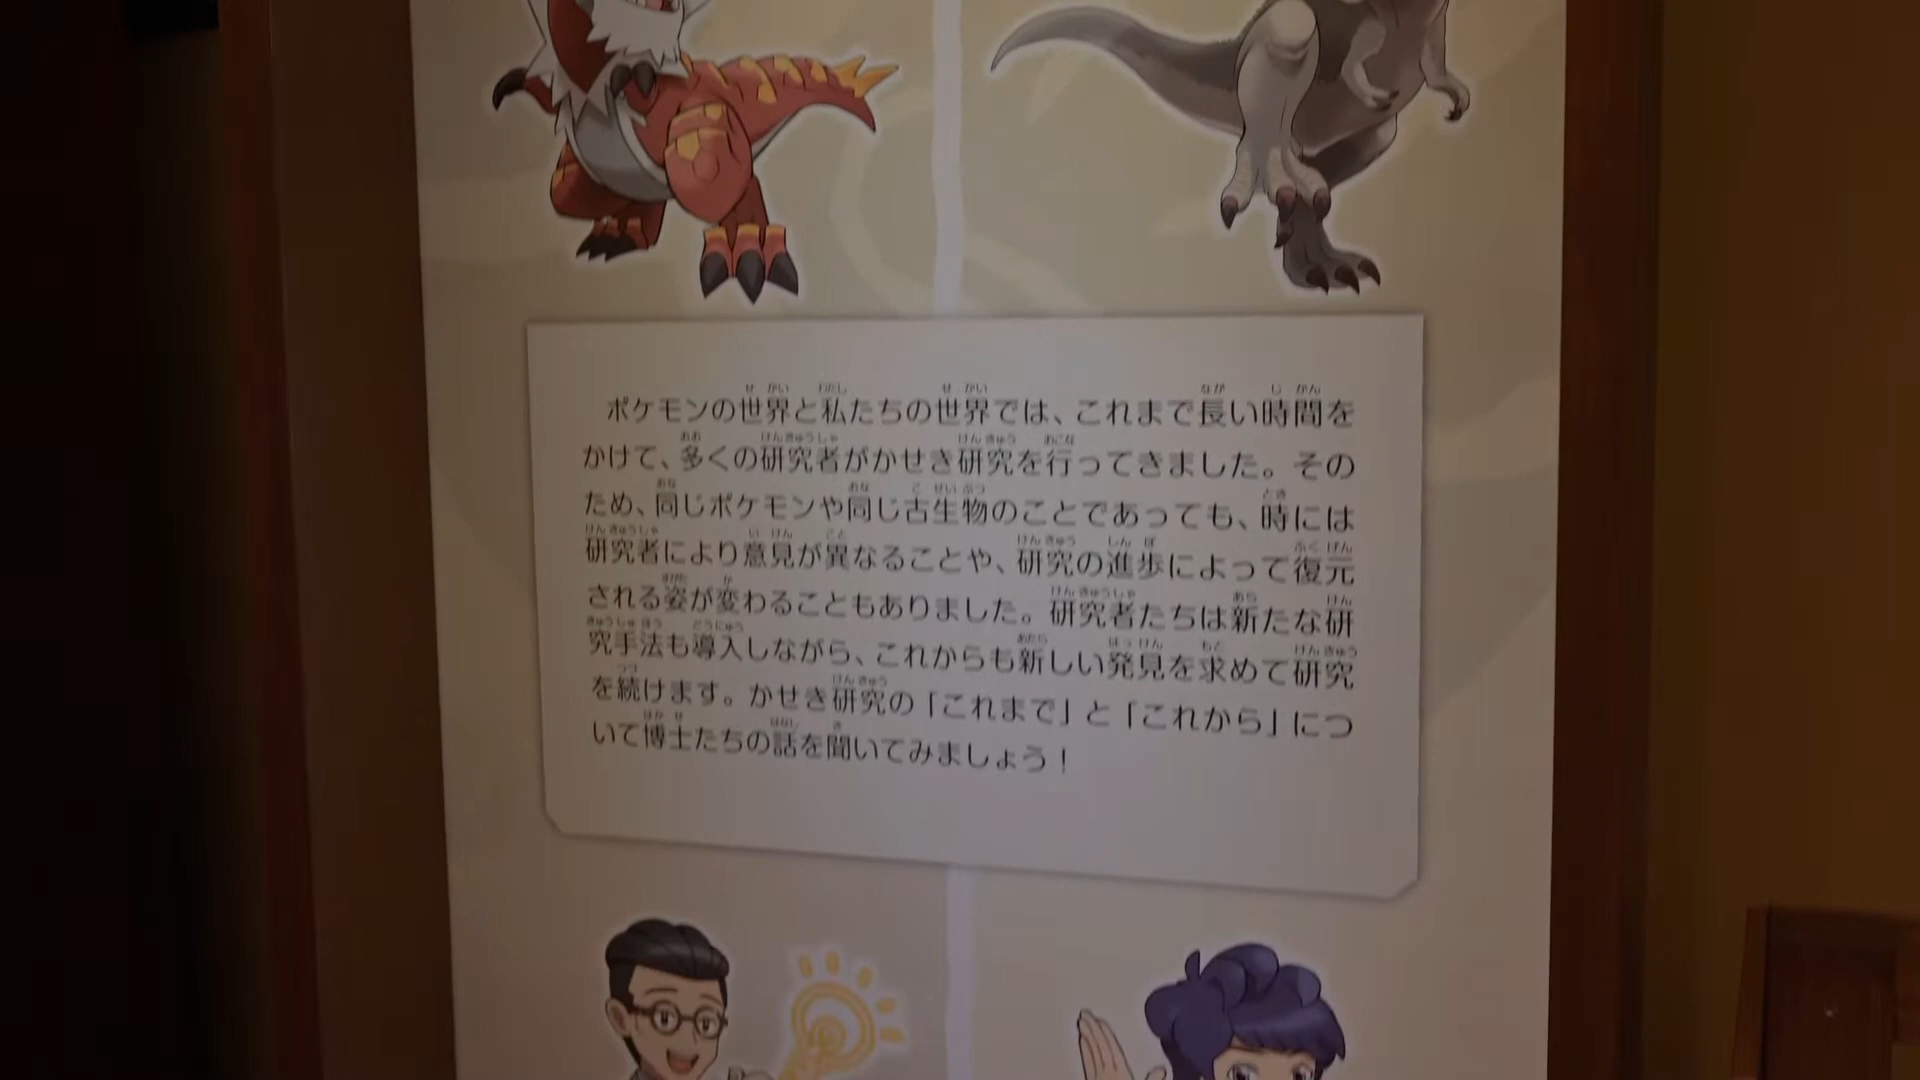 ポケモンの世界と私たちの世界では、これまで長い時間を
かけて、多くの研究者がかせき研究を行ってきました。その
ため、同じポケモンや同じ古生物のことであっても、時には
研究者により意見が異なることや、研究の進歩によって復元
される姿が変わることもありました。研究者たちは新たな研
究手法も導入しながら、これからも新しい発見を求めて研究
を続けます。かせき研究の「これまで」と「これから」につ
いて博士たちの話を聞いてみましょう！